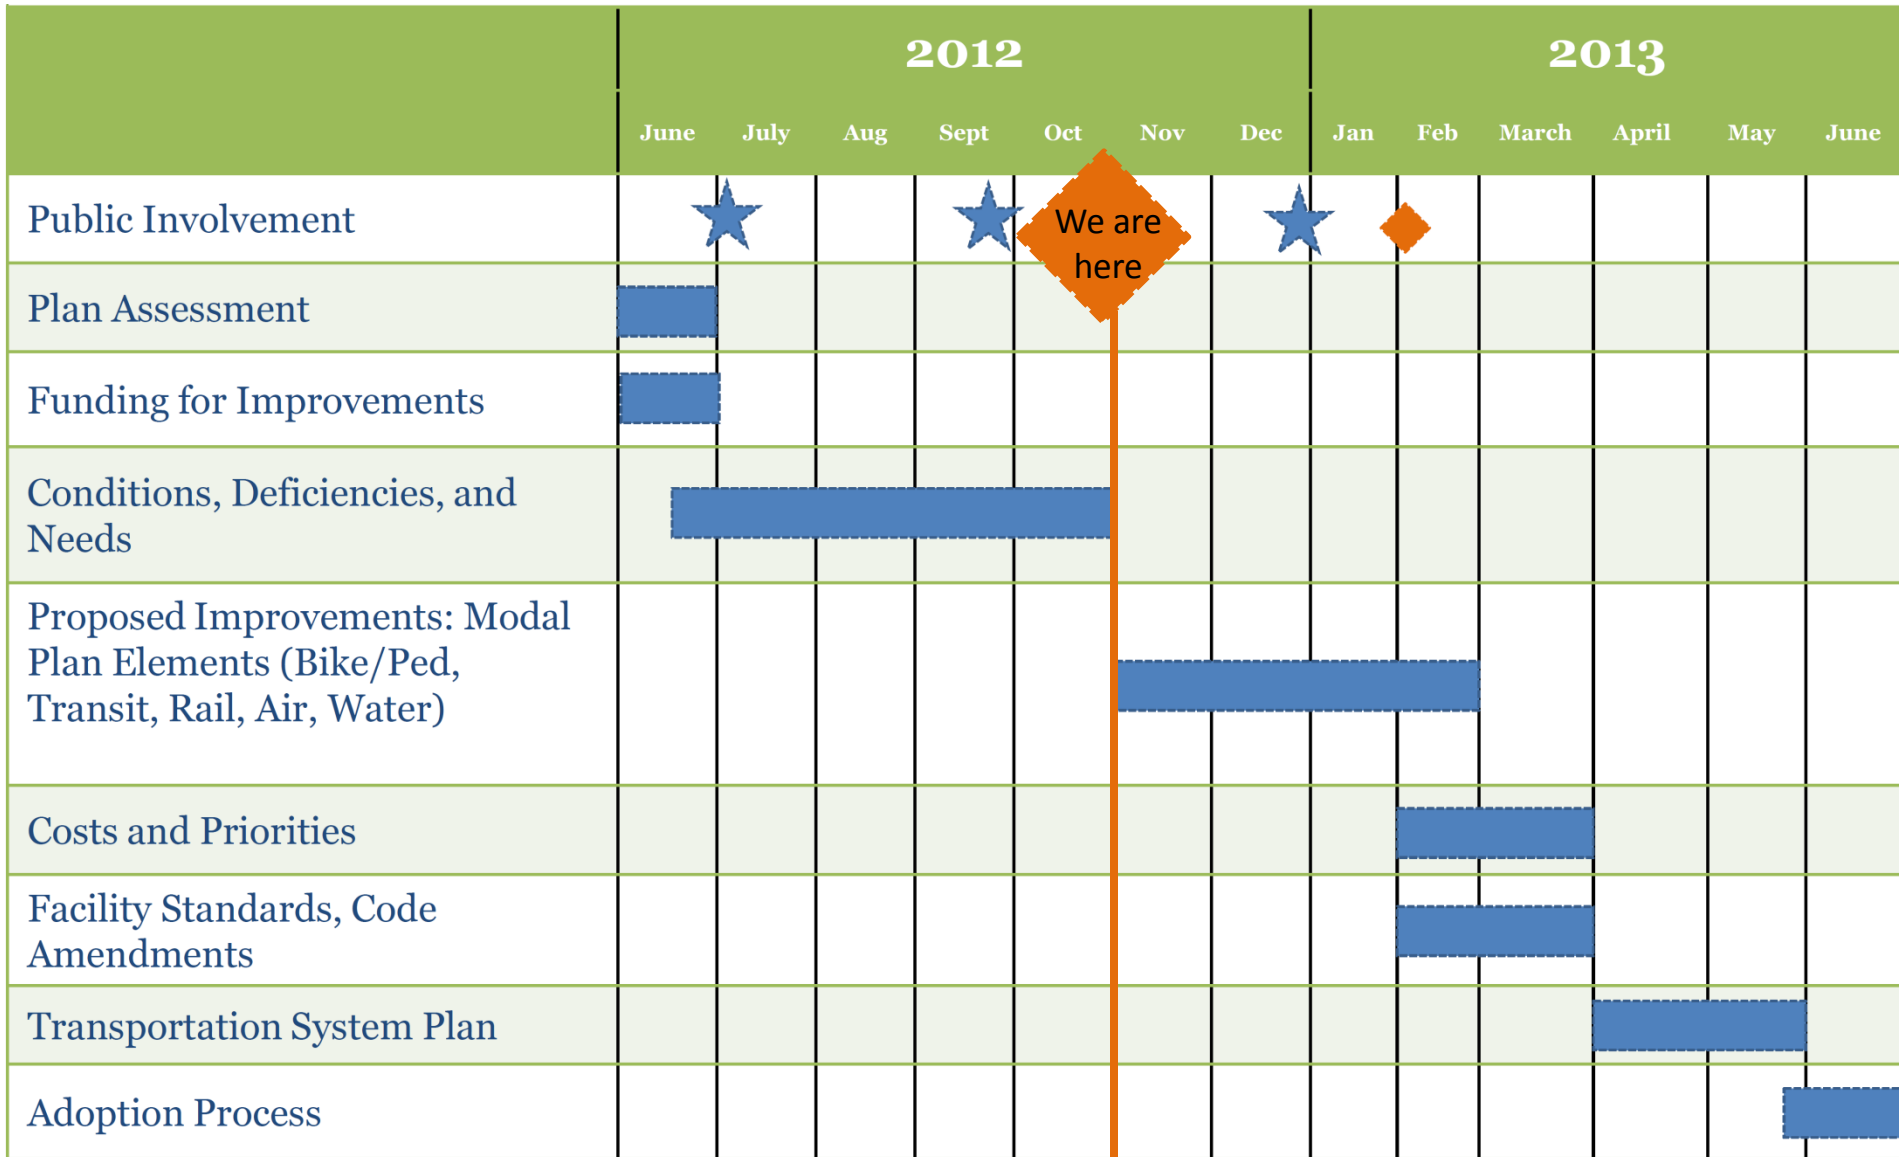 2012
2013
June
July
Aug
Sept
Oct
Nov
Dec
Jan
Feb
March
April
May
June
Public Involvement
We are
here
Plan Assessment
Funding for Improvements
Conditions, Deficiencies, and
Needs
Proposed Improvements: Modal
Plan Elements (Bike/Ped,
Transit, Rail, Air, Water)
Costs and Priorities
Facility Standards, Code
Amendments
Transportation System Plan
Adoption Process